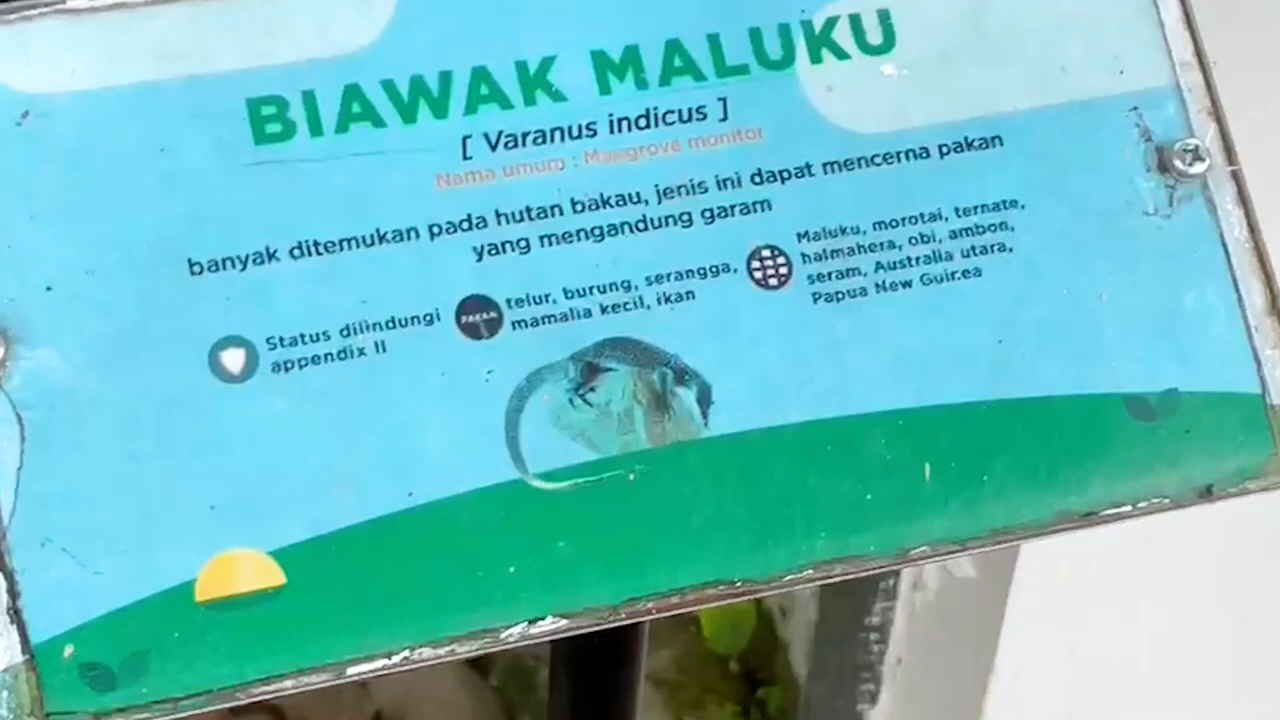 BIAWAK MALUKU
[ Varanus indicus ]
Nama umum : Mangrove monitor
banyak ditemukan pada hutan bakau, jenis ini dapat mencerna pakan
yang mengandung garam
Status dilindungi
appendix II
PAKAN
telur, burung, serangga,
mamalia kecil, ikan
Maluku, morotai, ternate,
halmahera, obi, ambon,
seram, Australia utara,
Papua New Guinea